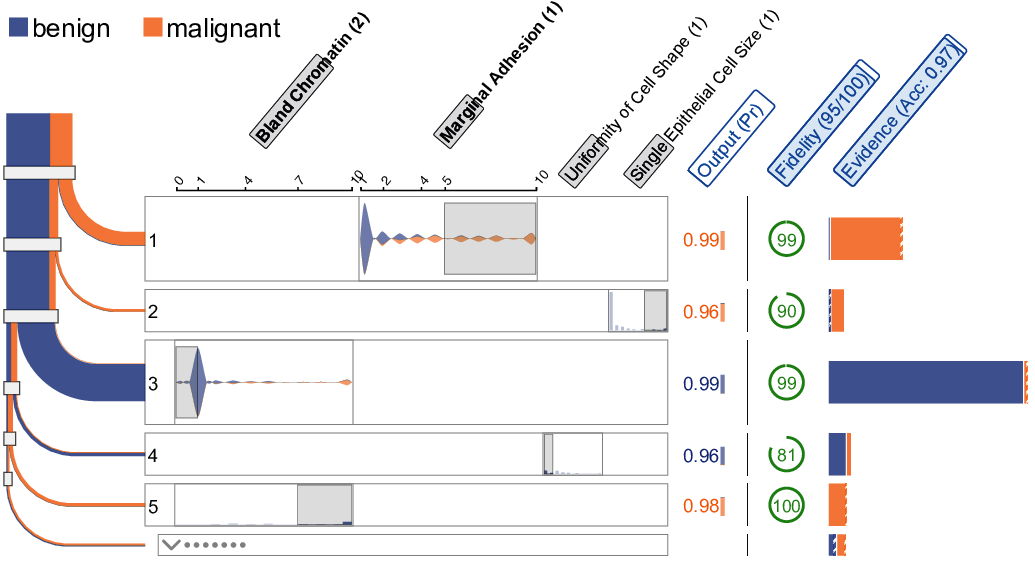 benign
malignant
Bland Chromatin (2)
Marginal Adhesion (1)
Uniformity of Cell Shape (1)
Single Epithelial Cell Size (1)
Output (Pr)
Fidelity (95/100)
Evidence (Acc: 0.97)
0 1 4 7 10
1 2 4 5 10
1 0.99 99
2 0.96 90
3 0.99 99
4 0.96 81
5 0.98 100